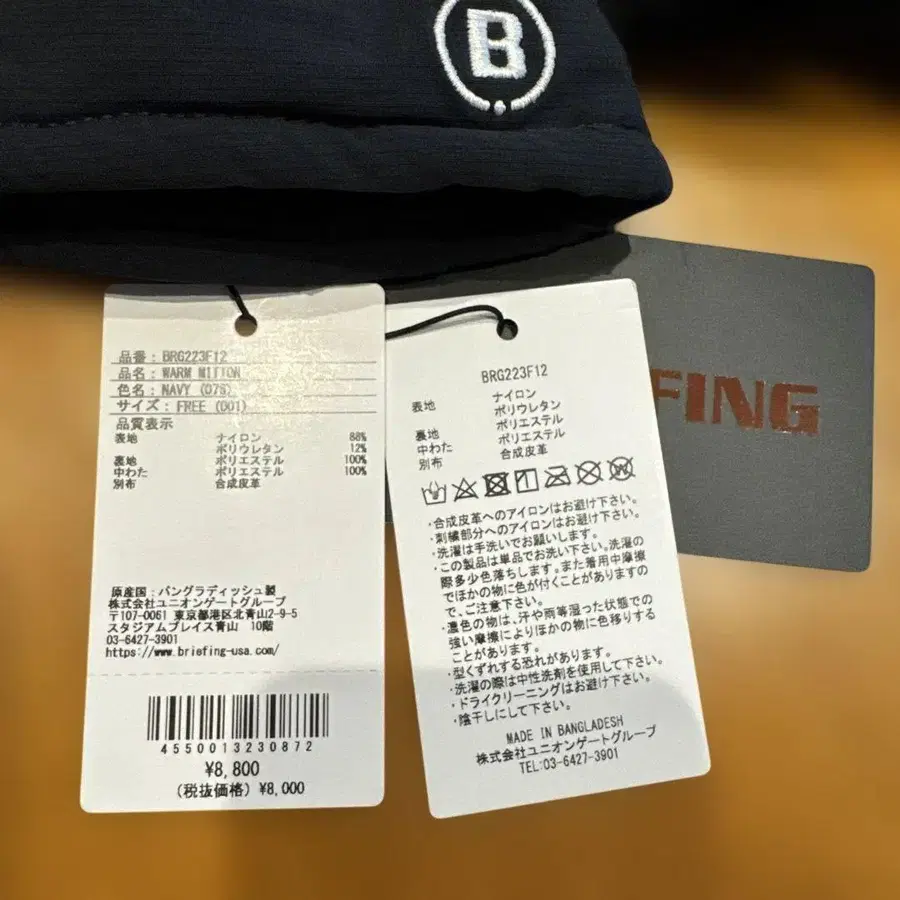 B
FING
品番 : BRG223F12
品名 : WARM MITTON
色名 : NAVY (075)
サイズ : FREE (001)
品質表示
表地 ナイロン 88%
ポリウレタン 12%
裏地 ポリエステル 100%
中わた ポリエステル 100%
別布 合成皮革
原産国 : バングラディッシュ製
株式会社ユニオンゲートグループ
〒107-0061 東京都港区北青山2-9-5
スタジアムプレイス青山 10階
03-6427-3901
https://www.briefing-usa.com/
4550013230872
¥8,800
(税抜価格) ¥8,000
BRG223F12
表地 ナイロン
ポリウレタン
裏地 ポリエステル
中わた ポリエステル
別布 合成皮革
・合成皮革へのアイロンはお避け下さい。
・刺繍部分へのアイロンはお避け下さい。
・洗濯は手洗いでお願いします。
・この製品は単品でお洗い下さい。洗濯の
際多少色落ちします。また着用中摩擦
でほかの物に色が付くことがありますの
で、ご注意下さい。
・濃色の物は、汗や雨等湿った状態での
強い摩擦によりほかの物に色移りする
ことがあります。
・型くずれする恐れがあります。
・洗濯の際は中性洗剤を使用して下さい。
・ドライクリーニングはお避け下さい。
・陰干しにして下さい。
MADE IN BANGLADESH
株式会社ユニオンゲートグループ
TEL:03-6427-3901